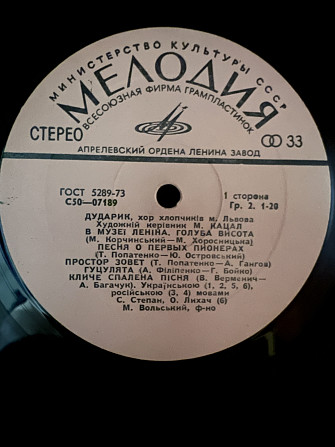 МИНИСТЕРСТВО КУЛЬТУРЫ СССР
МЕЛОДИЯ
ВСЕСОЮЗНАЯ ФИРМА ГРАМПЛАСТИНОК
СТЕРЕО
33
АПРЕЛЕВСКИЙ ОРДЕНА ЛЕНИНА ЗАВОД
ГОСТ 5289-73
С50—07189
1 сторона
Гр. 2. 1-20
ДУДАРИК, хор хлопчиків м. Львова
Художній керівник М. КАЦАЛ
В МУЗЕЇ ЛЕНІНА, ГОЛУБА ВИСОТА
(М. Корчинський — М. Хоросницька)
ПЕСНЯ О ПЕРВЫХ ПИОНЕРАХ
(Т. Попатенко — Ю. Островський)
ПРОСТОР ЗОВЕТ (Т. Попатенко—А. Гангов)
ГУЦУЛЯТА (А. Філіпенко — Г. Бойко)
КЛИЧЕ СПАЛЕНА ПІСНЯ (В. Верменич—
А. Багачук). Українською (1, 2, 5, 6),
російською (3, 4) мовами
С. Степан, О. Лихач (6)
М. Вольський, ф-но